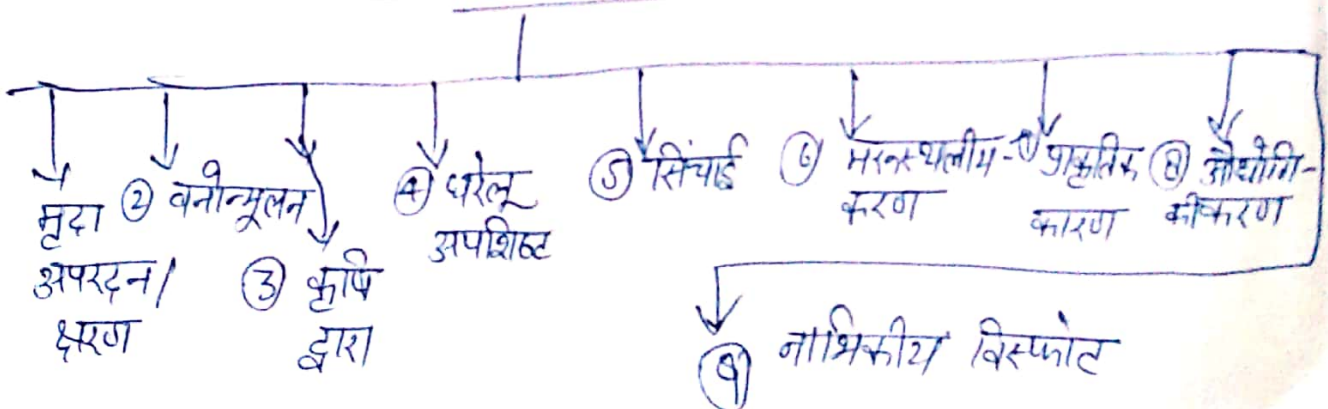 मृदा
अपरदन/
क्षरण
② वनोन्मूलन
③ कृषि
द्वारा
④ घरेलू
अपशिष्ट
⑤ सिंचाई
⑥ मरूस्थलीय-
करण
⑦ प्राकृतिक
कारण
⑧ औद्योगि-
कीकरण
⑨ नाभिकीय विस्फोट